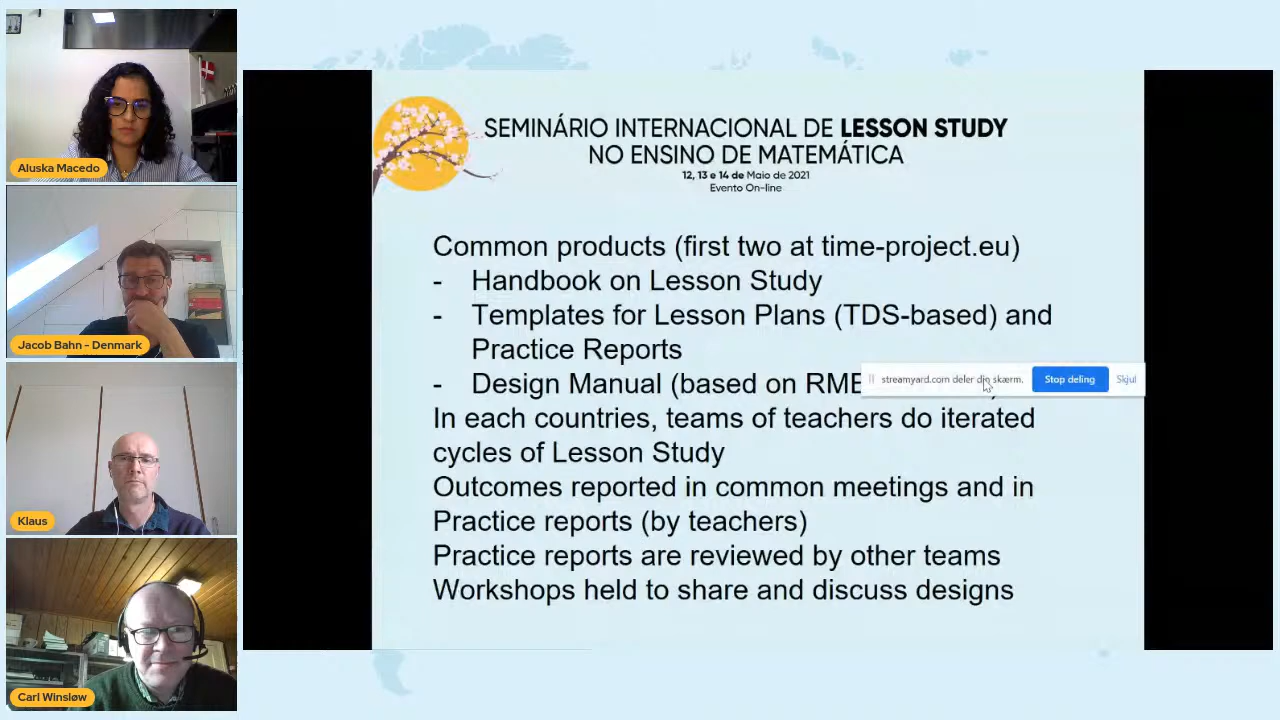 Aluska Macedo
Jacob Bahn - Denmark
Klaus
Carl Winsløw
SEMINÁRIO INTERNACIONAL DE LESSON STUDY
NO ENSINO DE MATEMÁTICA
12, 13 e 14 de Maio de 2021
Evento On-line
Common products (first two at time-project.eu)
- Handbook on Lesson Study
- Templates for Lesson Plans (TDS-based) and
Practice Reports
- Design Manual (based on RME
streamyard.com deler din skærm.
Stop deling
Skjul
In each countries, teams of teachers do iterated
cycles of Lesson Study
Outcomes reported in common meetings and in
Practice reports (by teachers)
Practice reports are reviewed by other teams
Workshops held to share and discuss designs